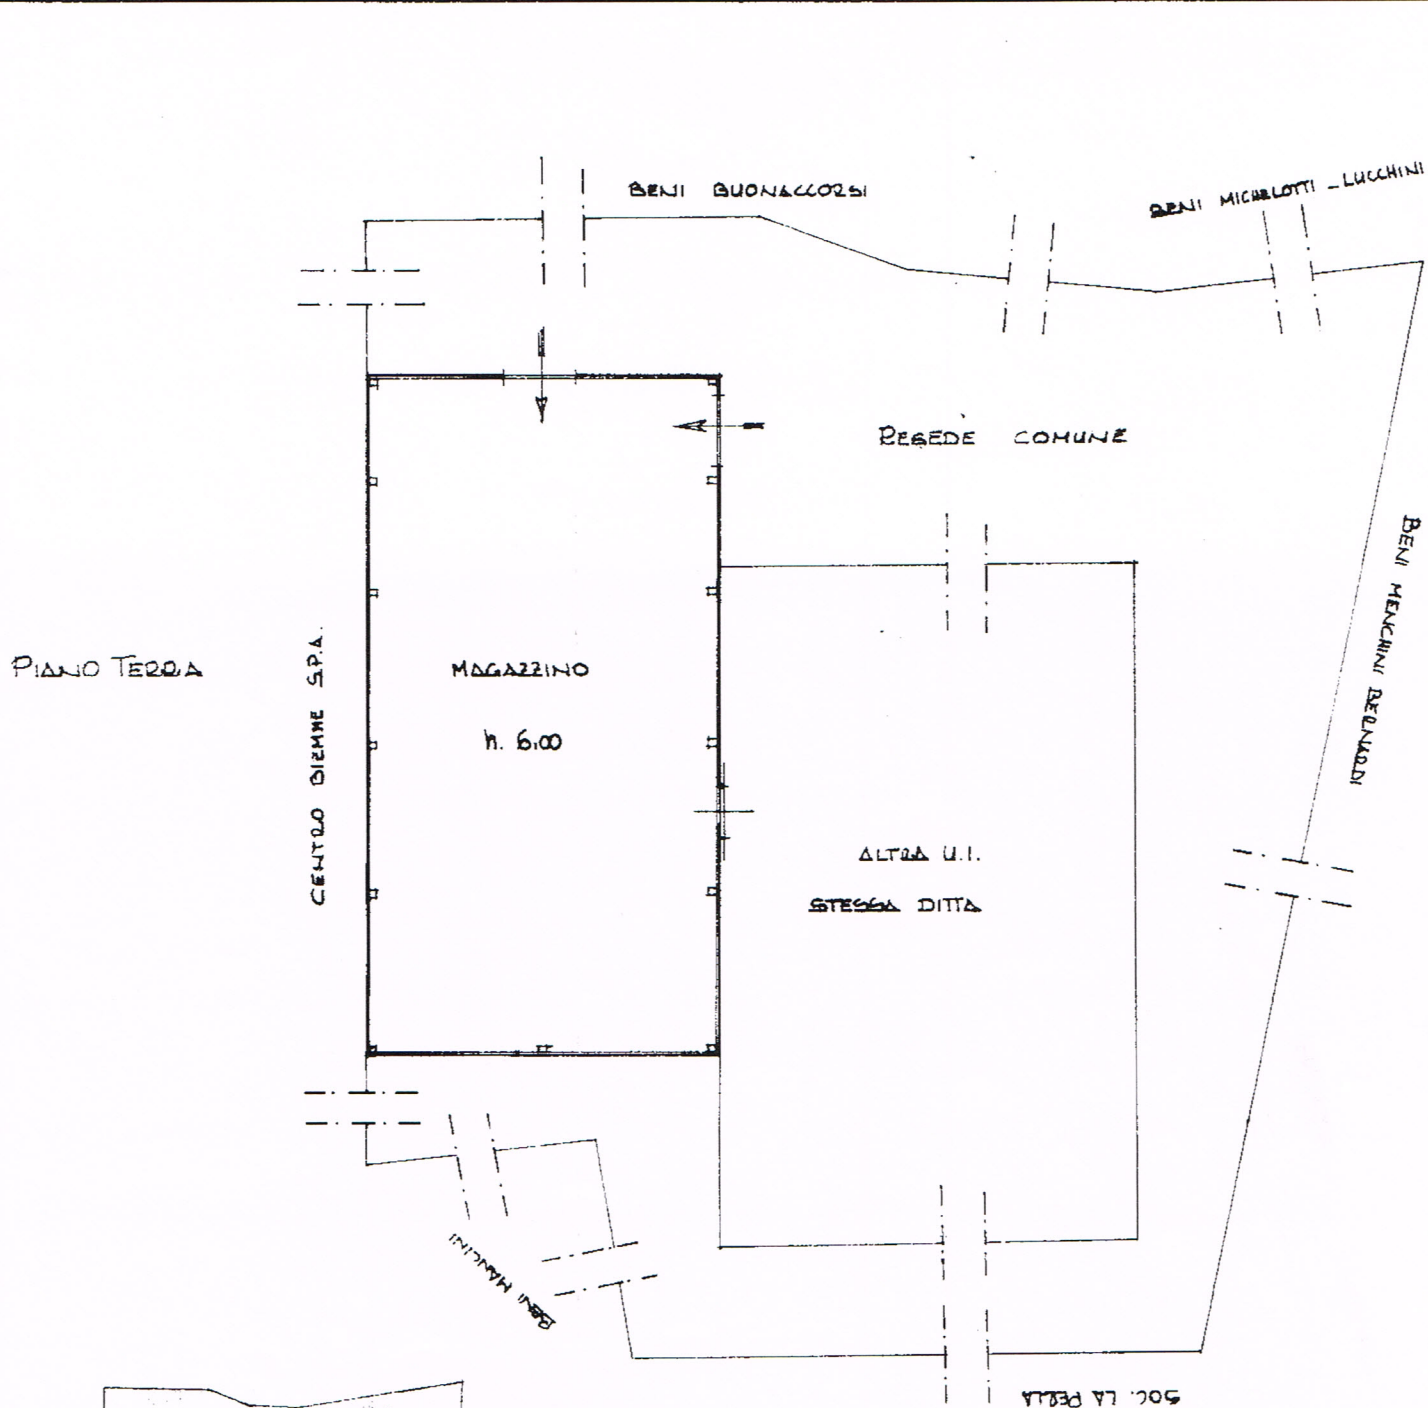 BENI BUONACCORSI
BENI MICHELOTTI - LUCCHINI
RESEDE COMUNE
BENI MENCHINI BERNARDI
PIANO TERRA
CENTRO BIEMME S.P.A.
MAGAZZINO
h. 6,00
ALTRA U.I.
STESSA DITTA
BENI MANCINI
SOC. LA PERLA